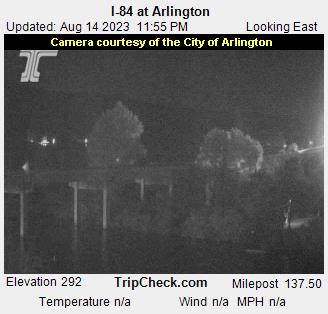 I-84 at Arlington
Updated: Aug 14 2023 11:55 PM Looking East
Camera courtesy of the City of Arlington
Elevation 292 TripCheck.com Milepost 137.50
Temperature n/a Wind n/a MPH n/a